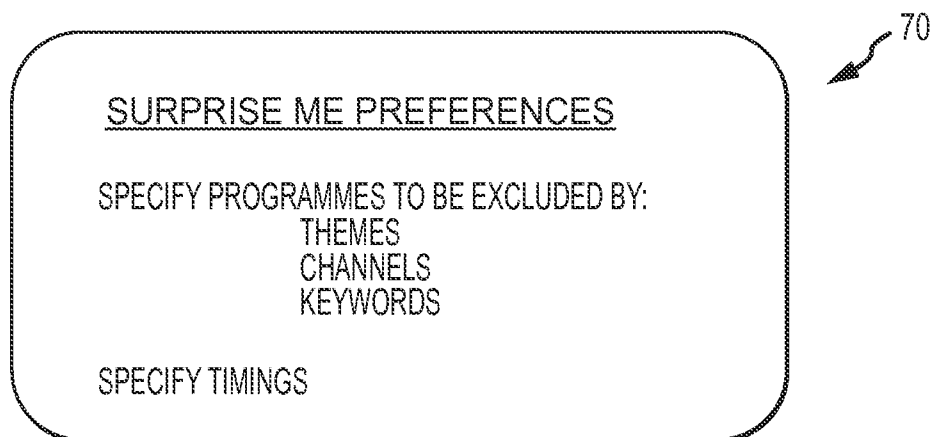 70
SURPRISE ME PREFERENCES
SPECIFY PROGRAMMES TO BE EXCLUDED BY:
THEMES
CHANNELS
KEYWORDS
SPECIFY TIMINGS